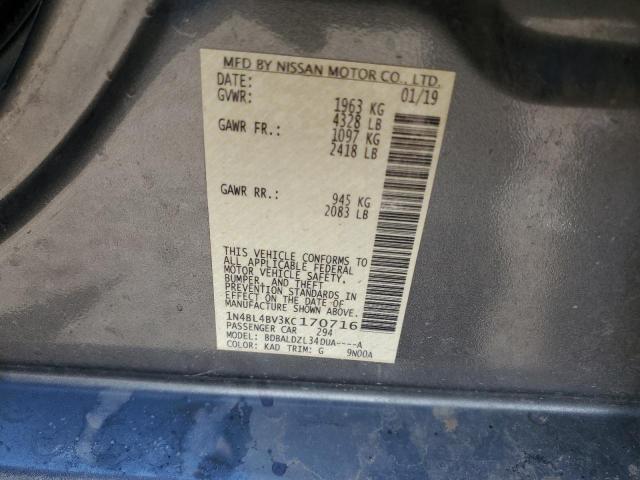 MFD BY NISSAN MOTOR CO., LTD.
DATE: 01/19
GVWR: 1963 KG
4328 LB
GAWR FR.: 1097 KG
2418 LB
GAWR RR.: 945 KG
2083 LB
THIS VEHICLE CONFORMS TO
ALL APPLICABLE FEDERAL
MOTOR VEHICLE SAFETY,
BUMPER, AND THEFT
PREVENTION STANDARDS IN
EFFECT ON THE DATE OF
MANUFACTURE SHOWN ABOVE.
1N4BL4BV3KC170716
PASSENGER CAR 294
MODEL: BDBALDZL34DUA----A
COLOR: KAD TRIM: G 9N00A